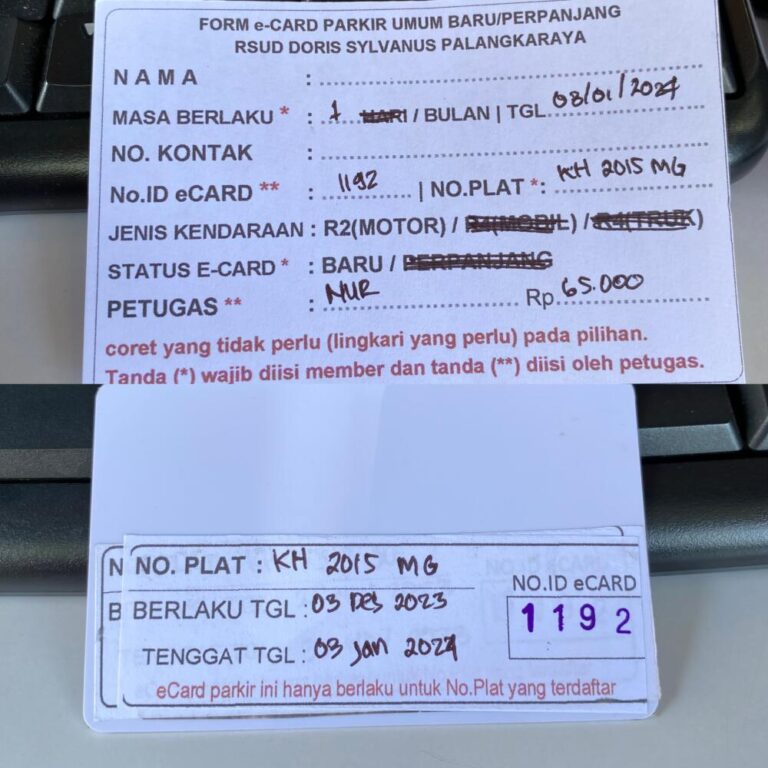 FORM e-CARD PARKIR UMUM BARU/PERPANJANG
RSUD DORIS SYLVANUS PALANGKARAYA
NAMA :
MASA BERLAKU * : 1 HARI / BULAN | TGL 03/01/2024
NO. KONTAK :
No.ID eCARD ** : 1192 | NO.PLAT *: KH 2015 MG
JENIS KENDARAAN : R2(MOTOR) / R4(MOBIL) / R4(TRUK)
STATUS E-CARD * : BARU / PERPANJANG
PETUGAS ** : NUR Rp 65.000
coret yang tidak perlu (lingkari yang perlu) pada pilihan.
Tanda (*) wajib diisi member dan tanda (**) diisi oleh petugas.
NO. PLAT : KH 2015 MG
NO.ID eCARD
BERLAKU TGL : 03 Des 2023
1192
TENGGAT TGL : 03 Jan 2024
eCard parkir ini hanya berlaku untuk No.Plat yang terdaftar